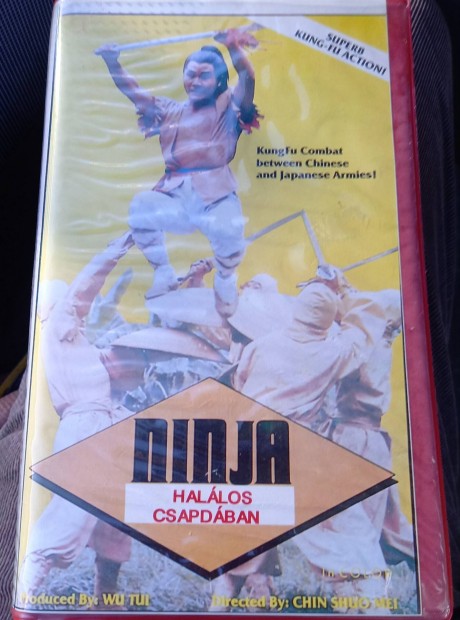 SUPERB
KUNG-FU ACTION!
KungFu Combat
between Chinese
and Japanese Armies!
NINJA
HALÁLOS
CSAPDÁBAN
Produced By: WU TUI
Directed By: CHIN SHUO MEI